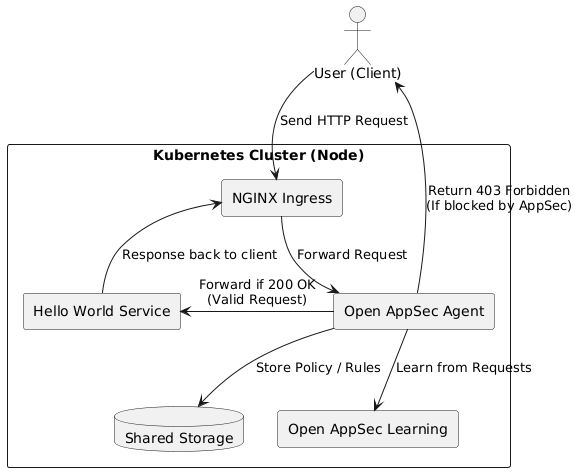 User (Client)
Send HTTP Request
Kubernetes Cluster (Node)
Return 403 Forbidden
(If blocked by AppSec)
NGINX Ingress
Response back to client
Forward Request
Forward if 200 OK
(Valid Request)
Hello World Service
Open AppSec Agent
Store Policy / Rules
Learn from Requests
Shared Storage
Open AppSec Learning